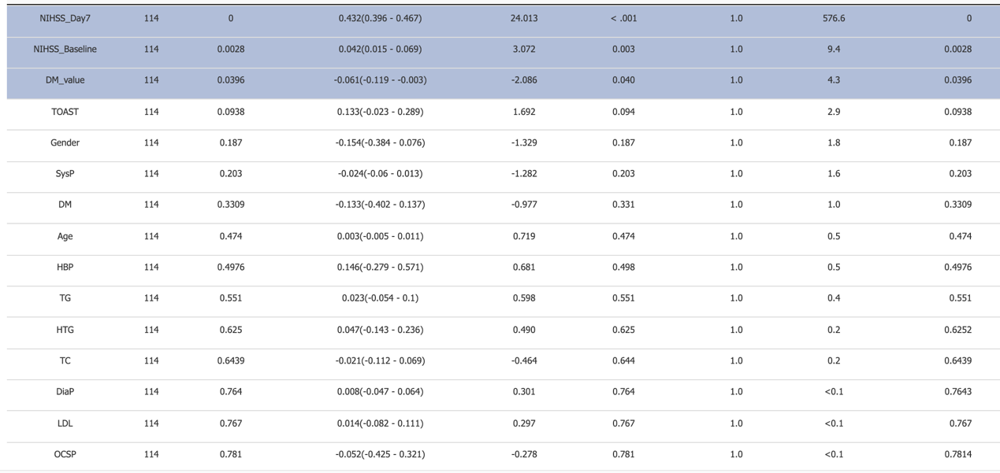 NIHSS_Day7 114 0 0.432(0.396 - 0.467) 24.013 < .001 1.0 576.6 0
NIHSS_Baseline 114 0.0028 0.042(0.015 - 0.069) 3.072 0.003 1.0 9.4 0.0028
DM_value 114 0.0396 -0.061(-0.119 - -0.003) -2.086 0.040 1.0 4.3 0.0396
TOAST 114 0.0938 0.133(-0.023 - 0.289) 1.692 0.094 1.0 2.9 0.0938
Gender 114 0.187 -0.154(-0.384 - 0.076) -1.329 0.187 1.0 1.8 0.187
SysP 114 0.203 -0.024(-0.06 - 0.013) -1.282 0.203 1.0 1.6 0.203
DM 114 0.3309 -0.133(-0.402 - 0.137) -0.977 0.331 1.0 1.0 0.3309
Age 114 0.474 0.003(-0.005 - 0.011) 0.719 0.474 1.0 0.5 0.474
HBP 114 0.4976 0.146(-0.279 - 0.571) 0.681 0.498 1.0 0.5 0.4976
TG 114 0.551 0.023(-0.054 - 0.1) 0.598 0.551 1.0 0.4 0.551
HTG 114 0.625 0.047(-0.143 - 0.236) 0.490 0.625 1.0 0.2 0.6252
TC 114 0.6439 -0.021(-0.112 - 0.069) -0.464 0.644 1.0 0.2 0.6439
DiaP 114 0.764 0.008(-0.047 - 0.064) 0.301 0.764 1.0 <0.1 0.7643
LDL 114 0.767 0.014(-0.082 - 0.111) 0.297 0.767 1.0 <0.1 0.767
OCSP 114 0.781 -0.052(-0.425 - 0.321) -0.278 0.781 1.0 <0.1 0.7814